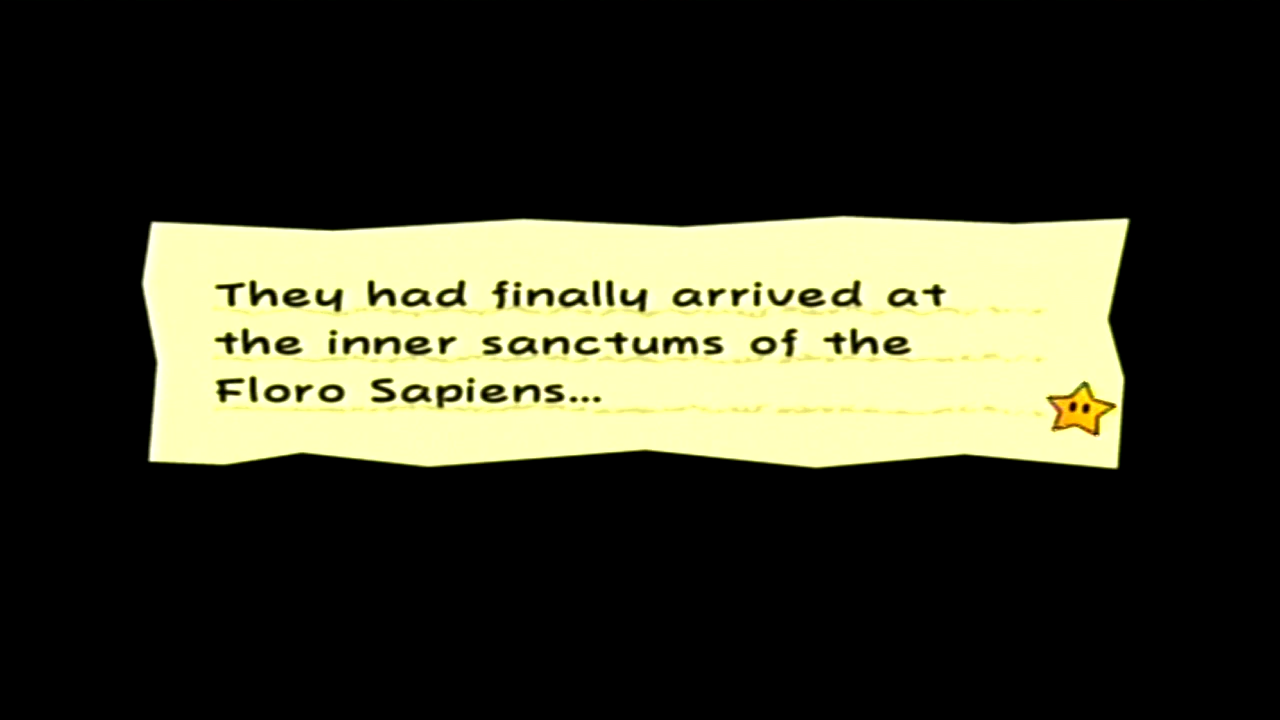 They had finally arrived at
the inner sanctums of the
Floro Sapiens...